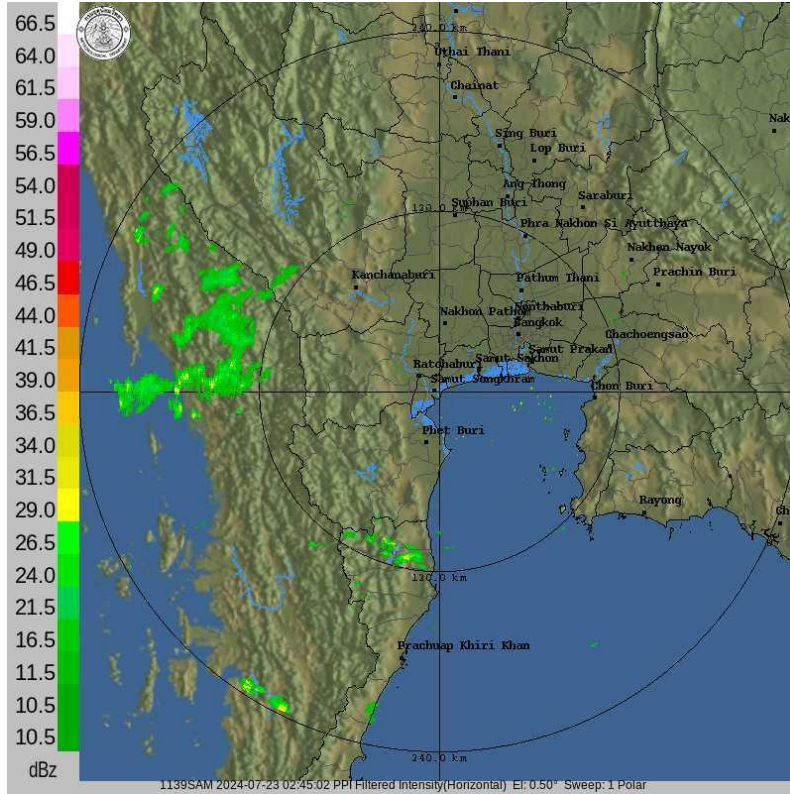 66.5
64.0
61.5
59.0
56.5
54.0
51.5
49.0
46.5
44.0
41.5
39.0
36.5
34.0
31.5
29.0
26.5
24.0
21.5
16.5
11.5
10.5
10.5
dBz
240.0 km
Uthai Thani
Chainat
Nak
Sing Buri
Lop Buri
Ang Thong
Saraburi
Suphan Buri
120.0 km
Phra Nakhon Si Ayutthaya
Nakhon Nayok
Kanchanaburi
Pathum Thani
Prachin Buri
Nonthaburi
Nakhon Pathom
Bangkok
Chachoengsao
Samut Prakan
Samut Sakhon
Ratchaburi
Samut Songkhram
Chon Buri
Phet Buri
Rayong
Ch
120.0 km
Prachuap Khiri Khan
240.0 km
1139SAM 2024-07-23 02:45:02 PPI Filtered Intensity(Horizontal) El: 0.50° Sweep: 1 Polar